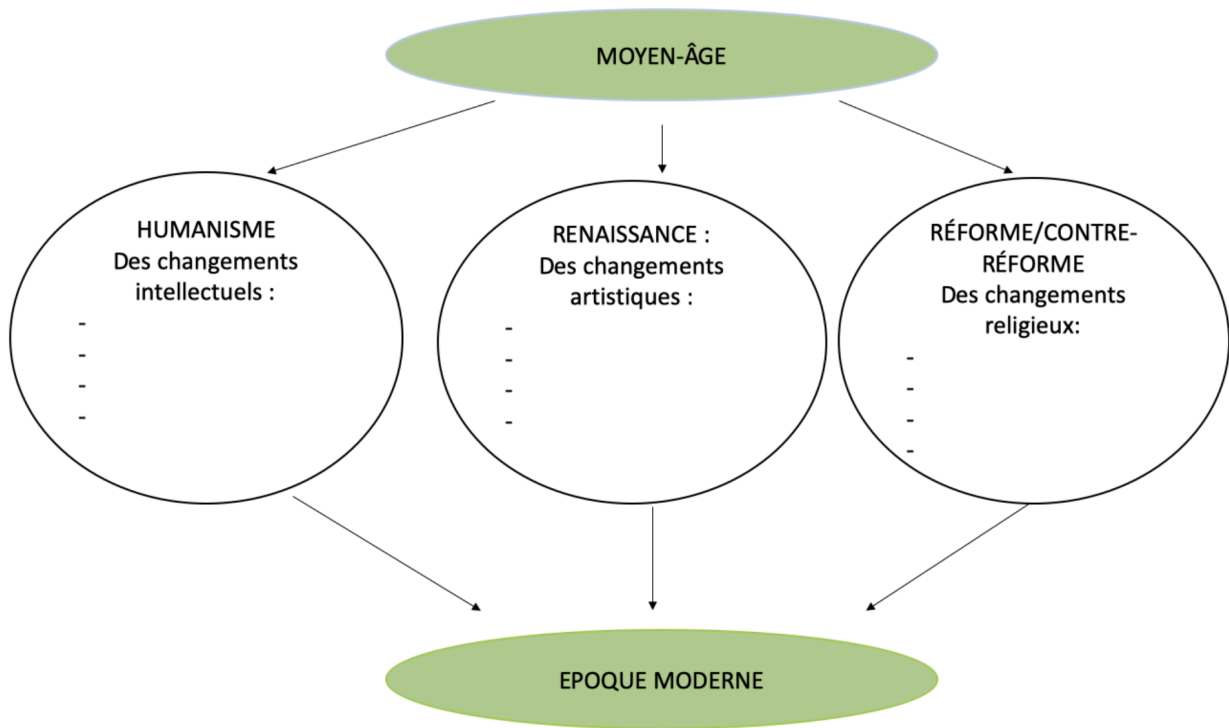 MOYEN-ÂGE
HUMANISME
Des changements
intellectuels :
-
-
-
-
RENAISSANCE :
Des changements
artistiques :
-
-
-
-
RÉFORME/CONTRE-
RÉFORME
Des changements
religieux:
-
-
-
-
EPOQUE MODERNE